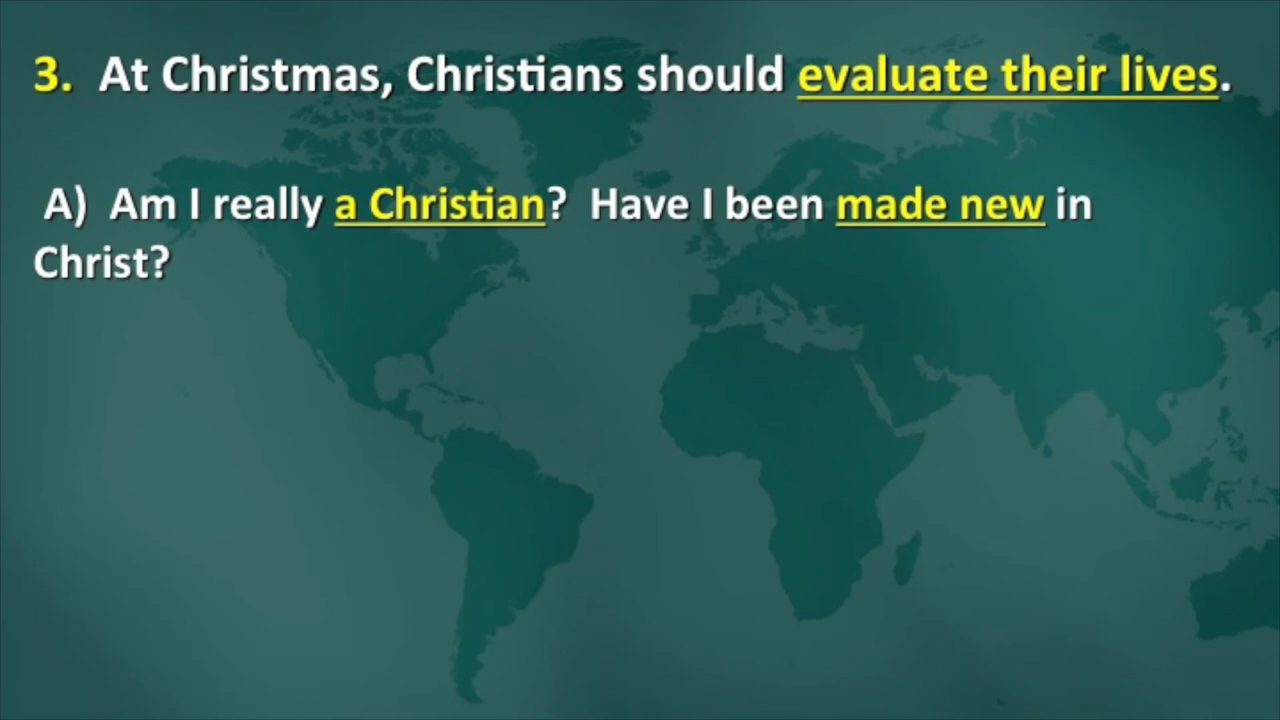 3. At Christmas, Christians should evaluate their lives.
A) Am I really a Christian? Have I been made new in
Christ?